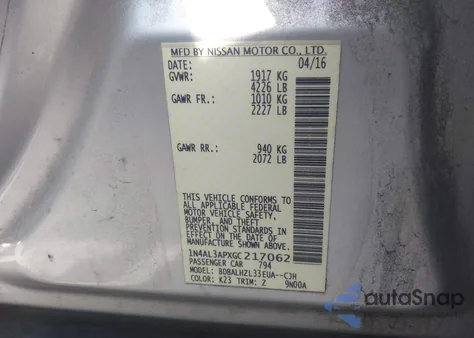 MFD BY NISSAN MOTOR CO., LTD.
DATE: 04/16
GVWR: 1917 KG
4226 LB
GAWR FR.: 1010 KG
2227 LB
GAWR RR.: 940 KG
2072 LB
THIS VEHICLE CONFORMS TO
ALL APPLICABLE FEDERAL
MOTOR VEHICLE SAFETY,
BUMPER, AND THEFT
PREVENTION STANDARDS
IN EFFECT ON THE DATE OF
MANUFACTURE SHOWN ABOVE.
1N4AL3APXGC217062
PASSENGER CAR 794
MODEL: BDBALHZL33EUA--CJH
COLOR: K23 TRIM: Z 9N00A
autoSnap